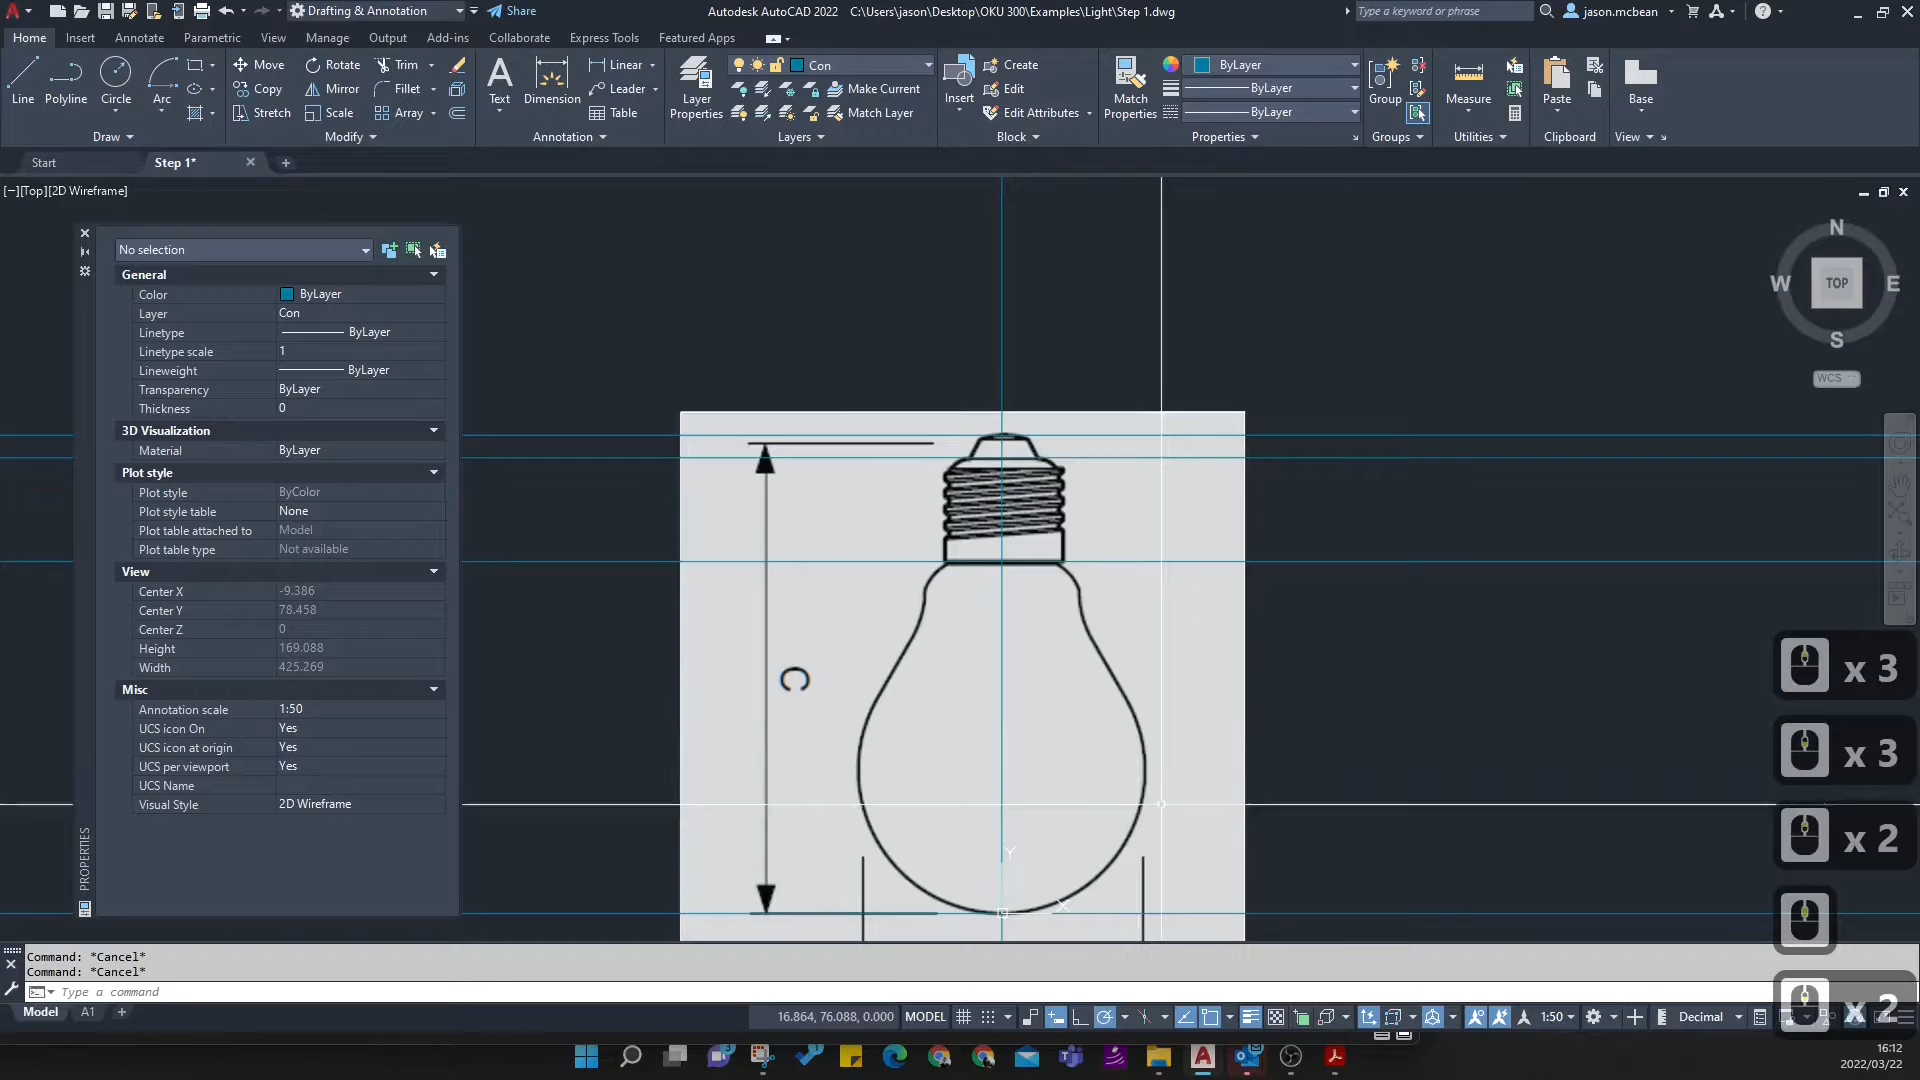 Drafting & Annotation
Share
Autodesk AutoCAD 2022 C:\Users\jason\Desktop\OKU 300\Examples\Light\Step 1.dwg
Type a keyword or phrase
jason.mcbean
Home Insert Annotate Parametric View Manage Output Add-ins Collaborate Express Tools Featured Apps
Line Polyline Circle Arc
Move Rotate Trim
Copy Mirror Fillet
Stretch Scale Array
Text Dimension
Linear
Leader
Table
Layer Properties
Con
Make Current
Match Layer
Insert
Create
Edit
Edit Attributes
Match Properties
ByLayer
ByLayer
ByLayer
Group
Measure
Paste
Base
Draw Modify Annotation Layers Block Properties Groups Utilities Clipboard View
Start Step 1*
[−][Top][2D Wireframe]
N
W TOP E
S
WCS
No selection
General
Color ByLayer
Layer Con
Linetype ByLayer
Linetype scale 1
Lineweight ByLayer
Transparency ByLayer
Thickness 0
3D Visualization
Material ByLayer
Plot style
Plot style ByColor
Plot style table None
Plot table attached to Model
Plot table type Not available
View
Center X -9.386
Center Y 78.458
Center Z 0
Height 169.088
Width 425.269
Misc
Annotation scale 1:50
UCS icon On Yes
UCS icon at origin Yes
UCS per viewport Yes
UCS Name
Visual Style 2D Wireframe
PROPERTIES
C
Y
X
x 3
x 3
x 2
x 2
Command: *Cancel*
Command: *Cancel*
Type a command
Model A1
16.864, 76.088, 0.000 MODEL
1:50
Decimal
16:12
2022/03/22